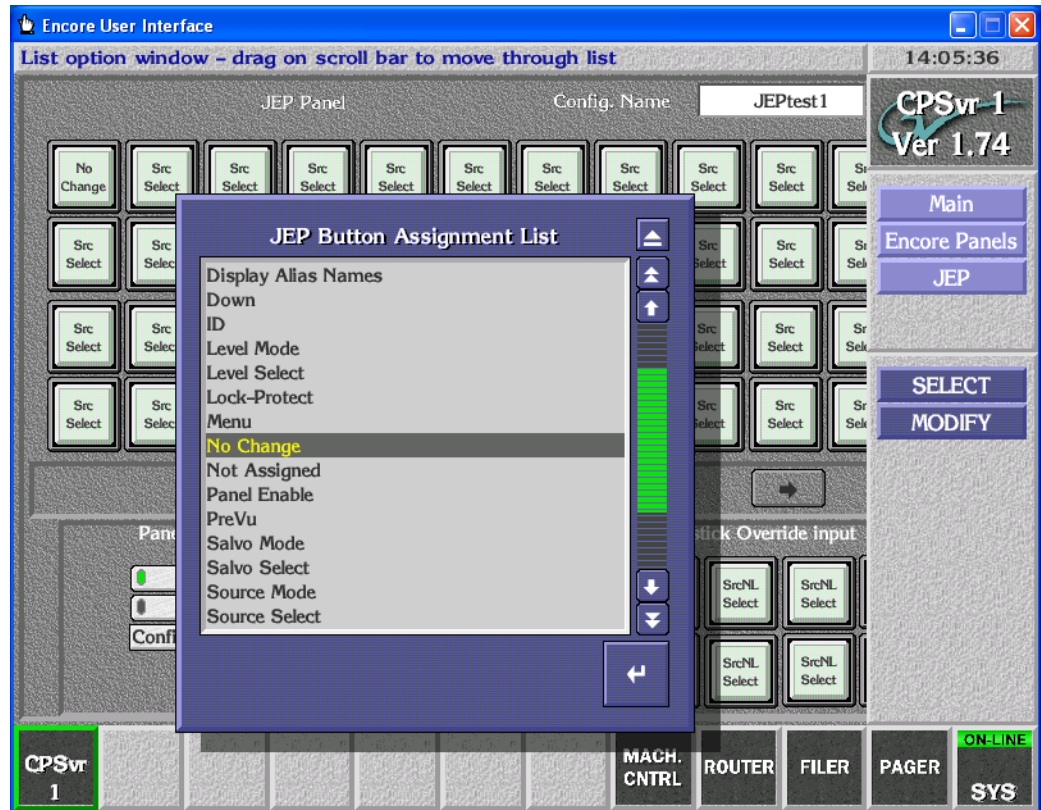 Encore User Interface
List option window – drag on scroll bar to move through list
14:05:36
JEP Panel
Config. Name
JEPtest1
CPSvr 1
Ver 1.74
No Change
Src Select
Src Select
Src Select
Src Select
Src Select
Src Select
Src Select
Src Select
Src Select
Main
Encore Panels
JEP
SELECT
MODIFY
JEP Button Assignment List
Display Alias Names
Down
ID
Level Mode
Level Select
Lock-Protect
Menu
No Change
Not Assigned
Panel Enable
PreVu
Salvo Mode
Salvo Select
Source Mode
Source Select
Src Select
Src Select
Src Select
Src Select
Src Select
Src Select
Src Select
Src Select
Src Select
Override input
SrcNL Select
SrcNL Select
SrcNL Select
SrcNL Select
CPSvr 1
MACH. CNTRL
ROUTER
FILER
PAGER
ON-LINE
SYS